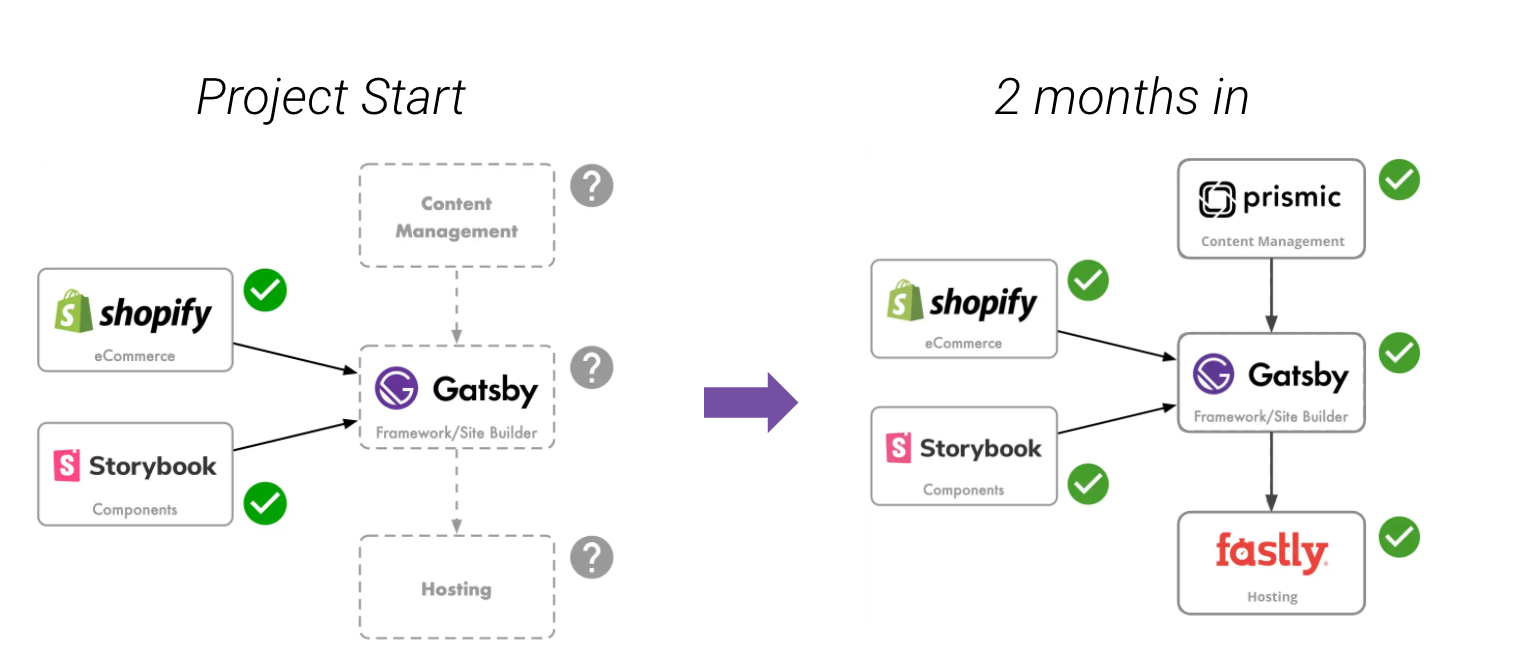 Project Start
2 months in
Content
Management
?
shopify
eCommerce
Gatsby
Framework/Site Builder
?
Storybook
Components
Hosting
?
prismic
Content Management
shopify
eCommerce
Gatsby
Framework/Site Builder
Storybook
Components
fastly
Hosting